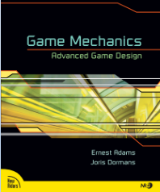 Game Mechanics
Advanced Game Design
Ernest Adams
Joris Dormans